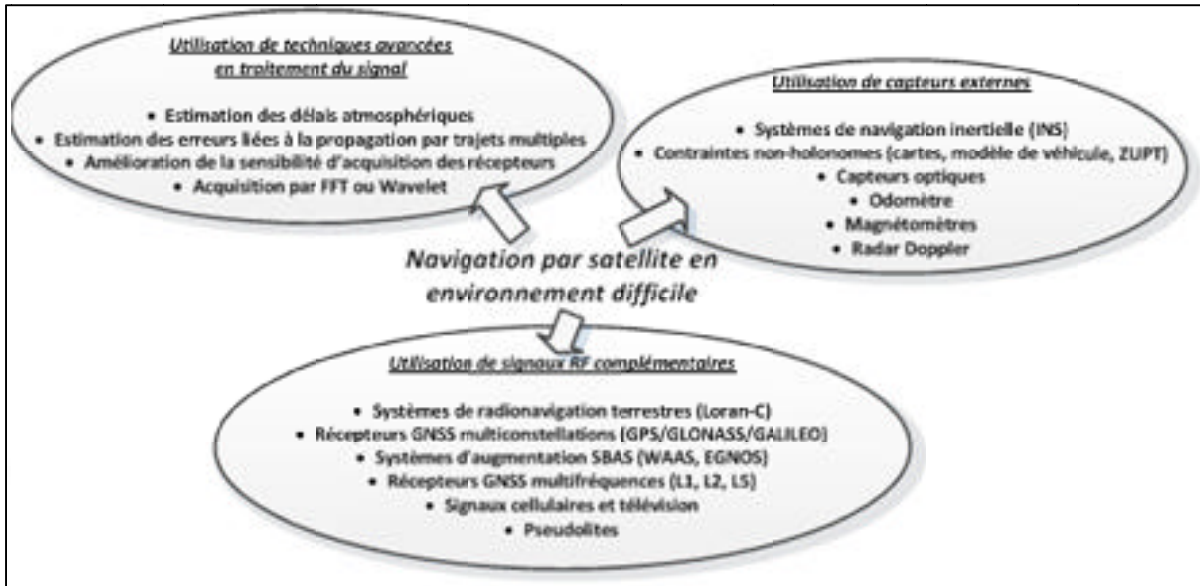 Utilisation de techniques avancées
en traitement du signal
• Estimation des délais atmosphériques
• Estimation des erreurs liées à la propagation par trajets multiples
• Amélioration de la sensibilité d'acquisition des récepteurs
• Acquisition par FFT ou Wavelet
Utilisation de capteurs externes
• Systèmes de navigation inertielle (INS)
• Contraintes non-holonomes (cartes, modèle de véhicule, ZUPT)
• Capteurs optiques
• Odomètre
• Magnétomètres
• Radar Doppler
Navigation par satellite en
environnement difficile
Utilisation de signaux RF complémentaires
• Systèmes de radionavigation terrestres (Loran-C)
• Récepteurs GNSS multiconstellations (GPS/GLONASS/GALILEO)
• Systèmes d'augmentation SBAS (WAAS, EGNOS)
• Récepteurs GNSS multifréquences (L1, L2, L5)
• Signaux cellulaires et télévision
• Pseudolites